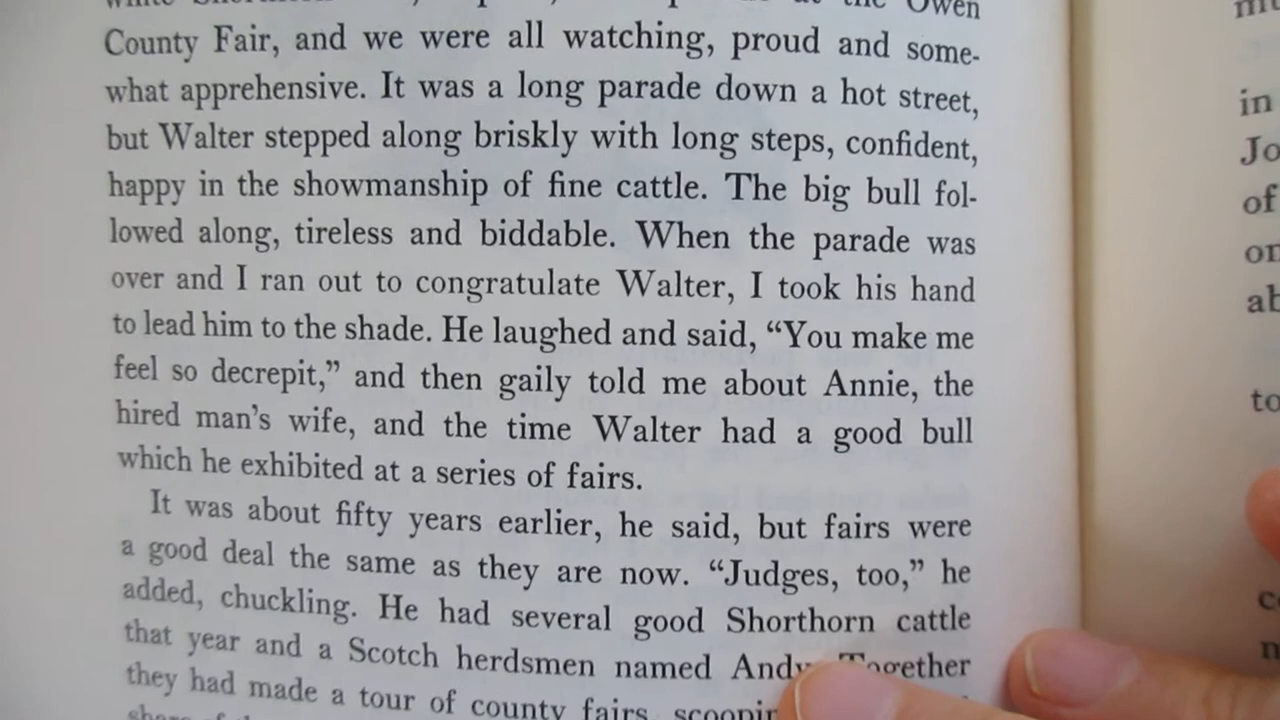 the Owen
County Fair, and we were all watching, proud and some-
what apprehensive. It was a long parade down a hot street,
but Walter stepped along briskly with long steps, confident,
happy in the showmanship of fine cattle. The big bull fol-
lowed along, tireless and biddable. When the parade was
over and I ran out to congratulate Walter, I took his hand
to lead him to the shade. He laughed and said, “You make me
feel so decrepit,” and then gaily told me about Annie, the
hired man’s wife, and the time Walter had a good bull
which he exhibited at a series of fairs.
It was about fifty years earlier, he said, but fairs were
a good deal the same as they are now. “Judges, too,” he
added, chuckling. He had several good Shorthorn cattle
that year and a Scotch herdsmen named Andy Together
they had made a tour of county fairs,
in
Jo
of
on
ab
to